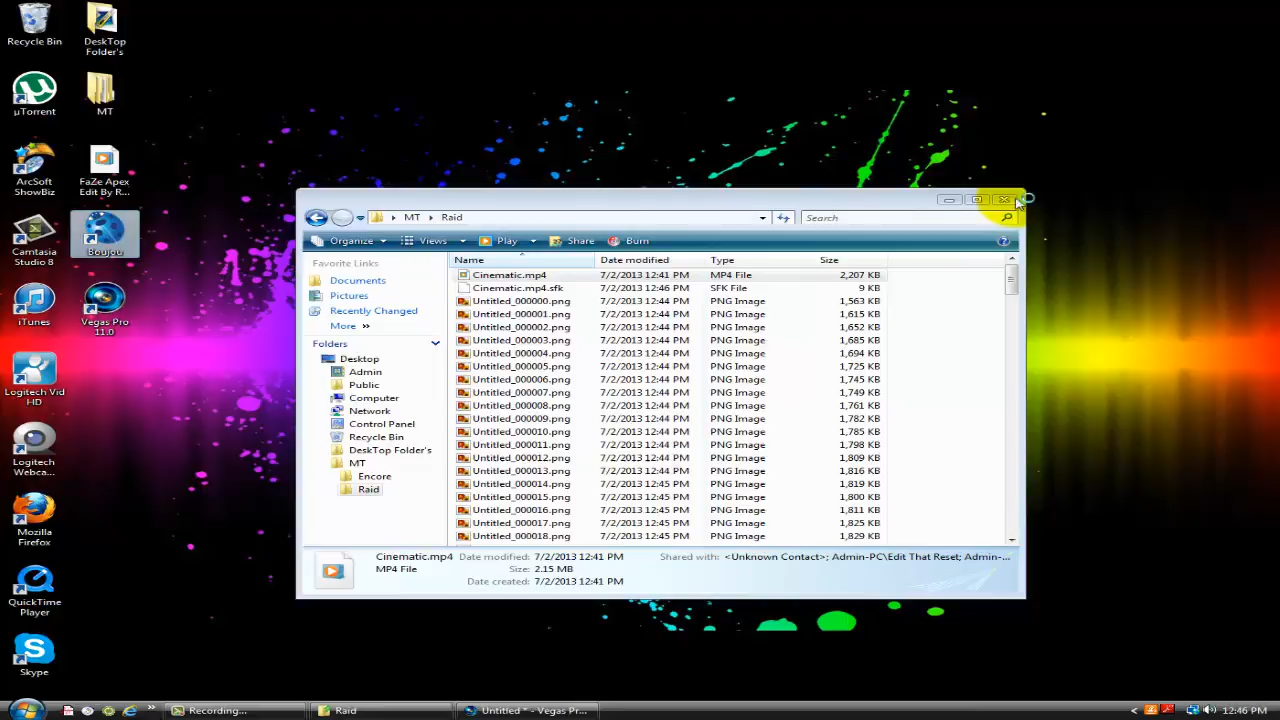 Recycle Bin
DeskTop
Folder's
µTorrent
MT
ArcSoft
ShowBiz
FaZe Apex
Edit By R...
Camtasia
Studio 8
Boujou
iTunes
Vegas Pro
11.0
Logitech Vid
HD
Logitech
Webca...
Mozilla
Firefox
QuickTime
Player
Skype
MT Raid
Search
Organize Views Play Share Burn
Favorite Links
Documents
Pictures
Recently Changed
More »
Folders
Desktop
Admin
Public
Computer
Network
Control Panel
Recycle Bin
DeskTop Folder's
MT
Encore
Raid
Name Date modified Type Size
Cinematic.mp4 7/2/2013 12:41 PM MP4 File 2,207 KB
Cinematic.mp4.sfk 7/2/2013 12:46 PM SFK File 9 KB
Untitled_000000.png 7/2/2013 12:44 PM PNG Image 1,563 KB
Untitled_000001.png 7/2/2013 12:44 PM PNG Image 1,615 KB
Untitled_000002.png 7/2/2013 12:44 PM PNG Image 1,652 KB
Untitled_000003.png 7/2/2013 12:44 PM PNG Image 1,685 KB
Untitled_000004.png 7/2/2013 12:44 PM PNG Image 1,694 KB
Untitled_000005.png 7/2/2013 12:44 PM PNG Image 1,725 KB
Untitled_000006.png 7/2/2013 12:44 PM PNG Image 1,745 KB
Untitled_000007.png 7/2/2013 12:44 PM PNG Image 1,749 KB
Untitled_000008.png 7/2/2013 12:44 PM PNG Image 1,761 KB
Untitled_000009.png 7/2/2013 12:44 PM PNG Image 1,782 KB
Untitled_000010.png 7/2/2013 12:44 PM PNG Image 1,785 KB
Untitled_000011.png 7/2/2013 12:44 PM PNG Image 1,798 KB
Untitled_000012.png 7/2/2013 12:44 PM PNG Image 1,809 KB
Untitled_000013.png 7/2/2013 12:45 PM PNG Image 1,816 KB
Untitled_000014.png 7/2/2013 12:45 PM PNG Image 1,819 KB
Untitled_000015.png 7/2/2013 12:45 PM PNG Image 1,800 KB
Untitled_000016.png 7/2/2013 12:45 PM PNG Image 1,811 KB
Untitled_000017.png 7/2/2013 12:45 PM PNG Image 1,825 KB
Untitled_000018.png 7/2/2013 12:45 PM PNG Image 1,829 KB
Cinematic.mp4 Date modified: 7/2/2013 12:41 PM Shared with: <Unknown Contact>; Admin-PC\Edit That Reset; Admin-...
MP4 File Size: 2.15 MB
Date created: 7/2/2013 12:41 PM
Recording... Raid Untitled * - Vegas Pr... 12:46 PM